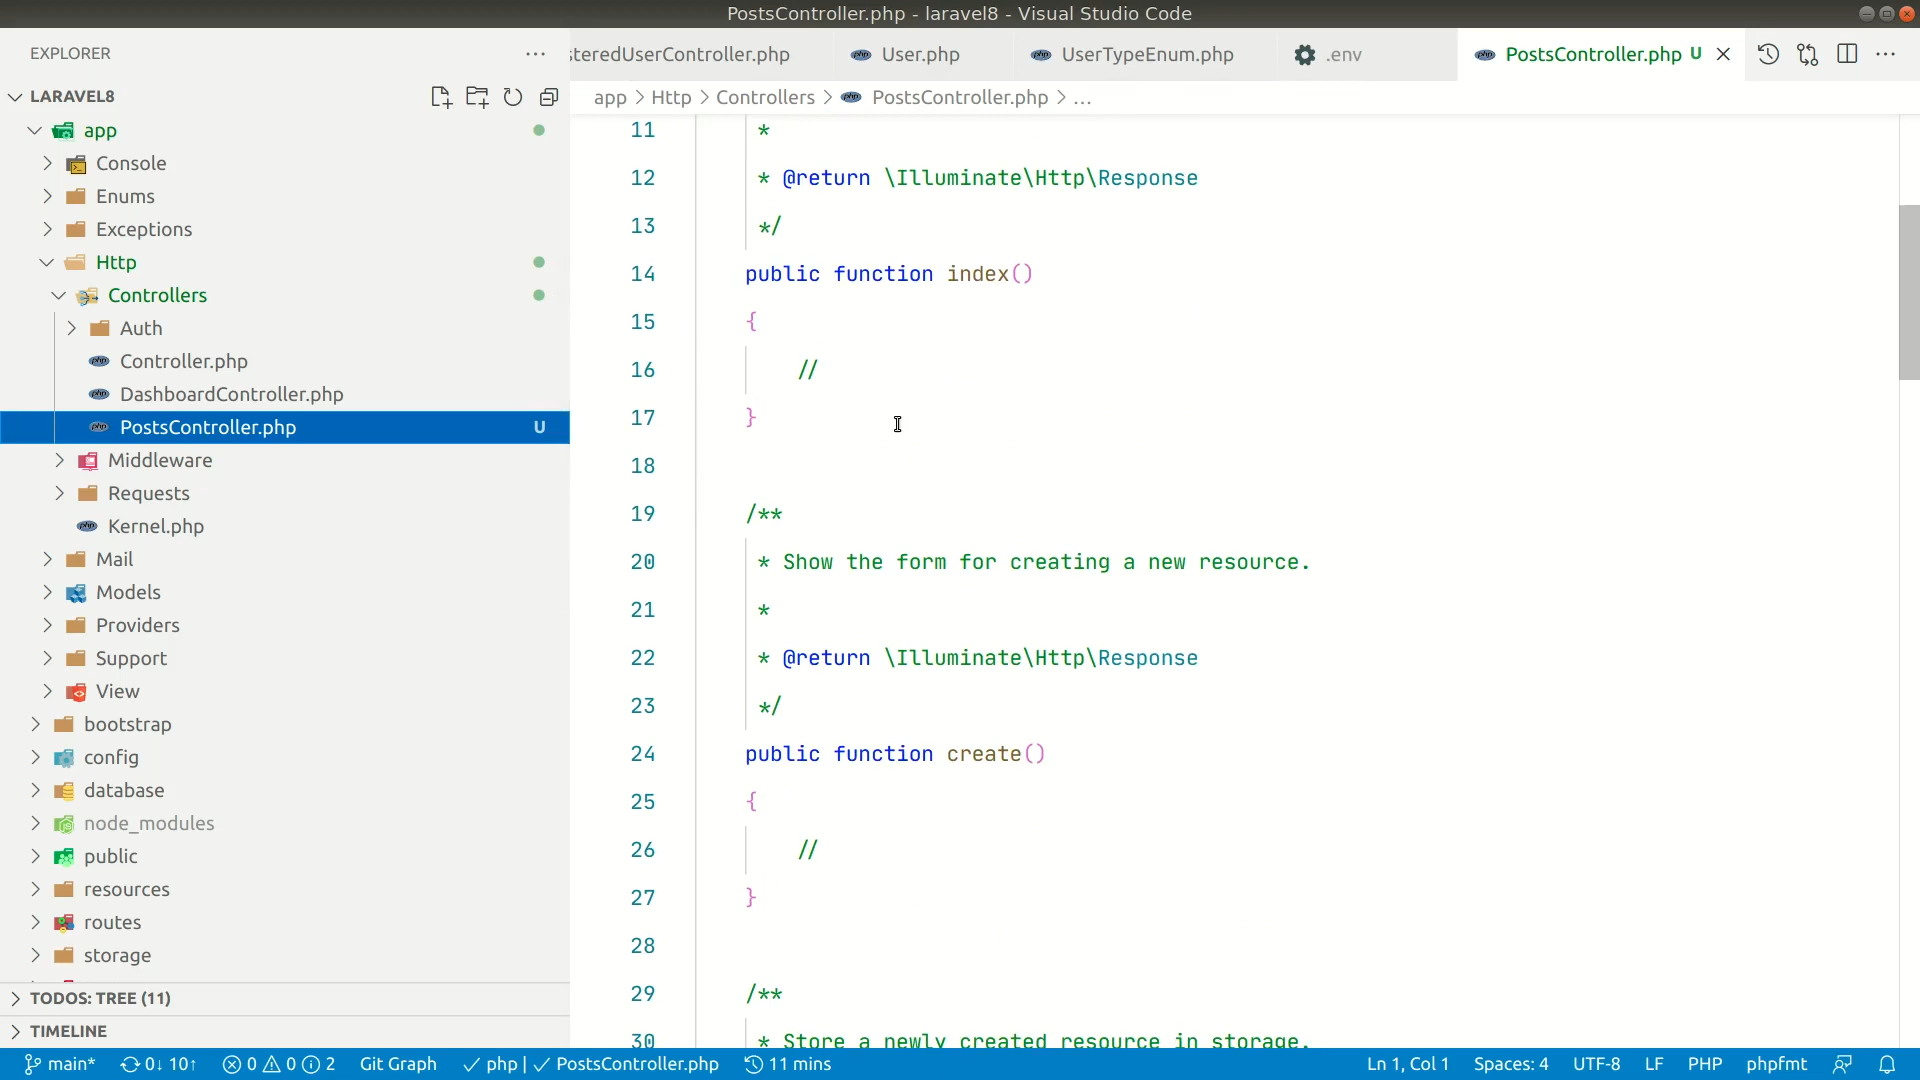 PostsController.php - laravel8 - Visual Studio Code
EXPLORER
steredUserController.php
User.php
UserTypeEnum.php
.env
PostsController.php U
LARAVEL8
app > Http > Controllers > PostsController.php > ...
app
Console
Enums
Exceptions
Http
Controllers
Auth
Controller.php
DashboardController.php
PostsController.php U
Middleware
Requests
Kernel.php
Mail
Models
Providers
Support
View
bootstrap
config
database
node_modules
public
resources
routes
storage
TODOS: TREE (11)
TIMELINE
11 *
12 * @return \Illuminate\Http\Response
13 */
14 public function index()
15 {
16 //
17 }
18
19 /**
20 * Show the form for creating a new resource.
21 *
22 * @return \Illuminate\Http\Response
23 */
24 public function create()
25 {
26 //
27 }
28
29 /**
30 * Store a newly created resource in storage.
main* 0↓ 10↑ 0 0 2 Git Graph php | PostsController.php 11 mins Ln 1, Col 1 Spaces: 4 UTF-8 LF PHP phpfmt